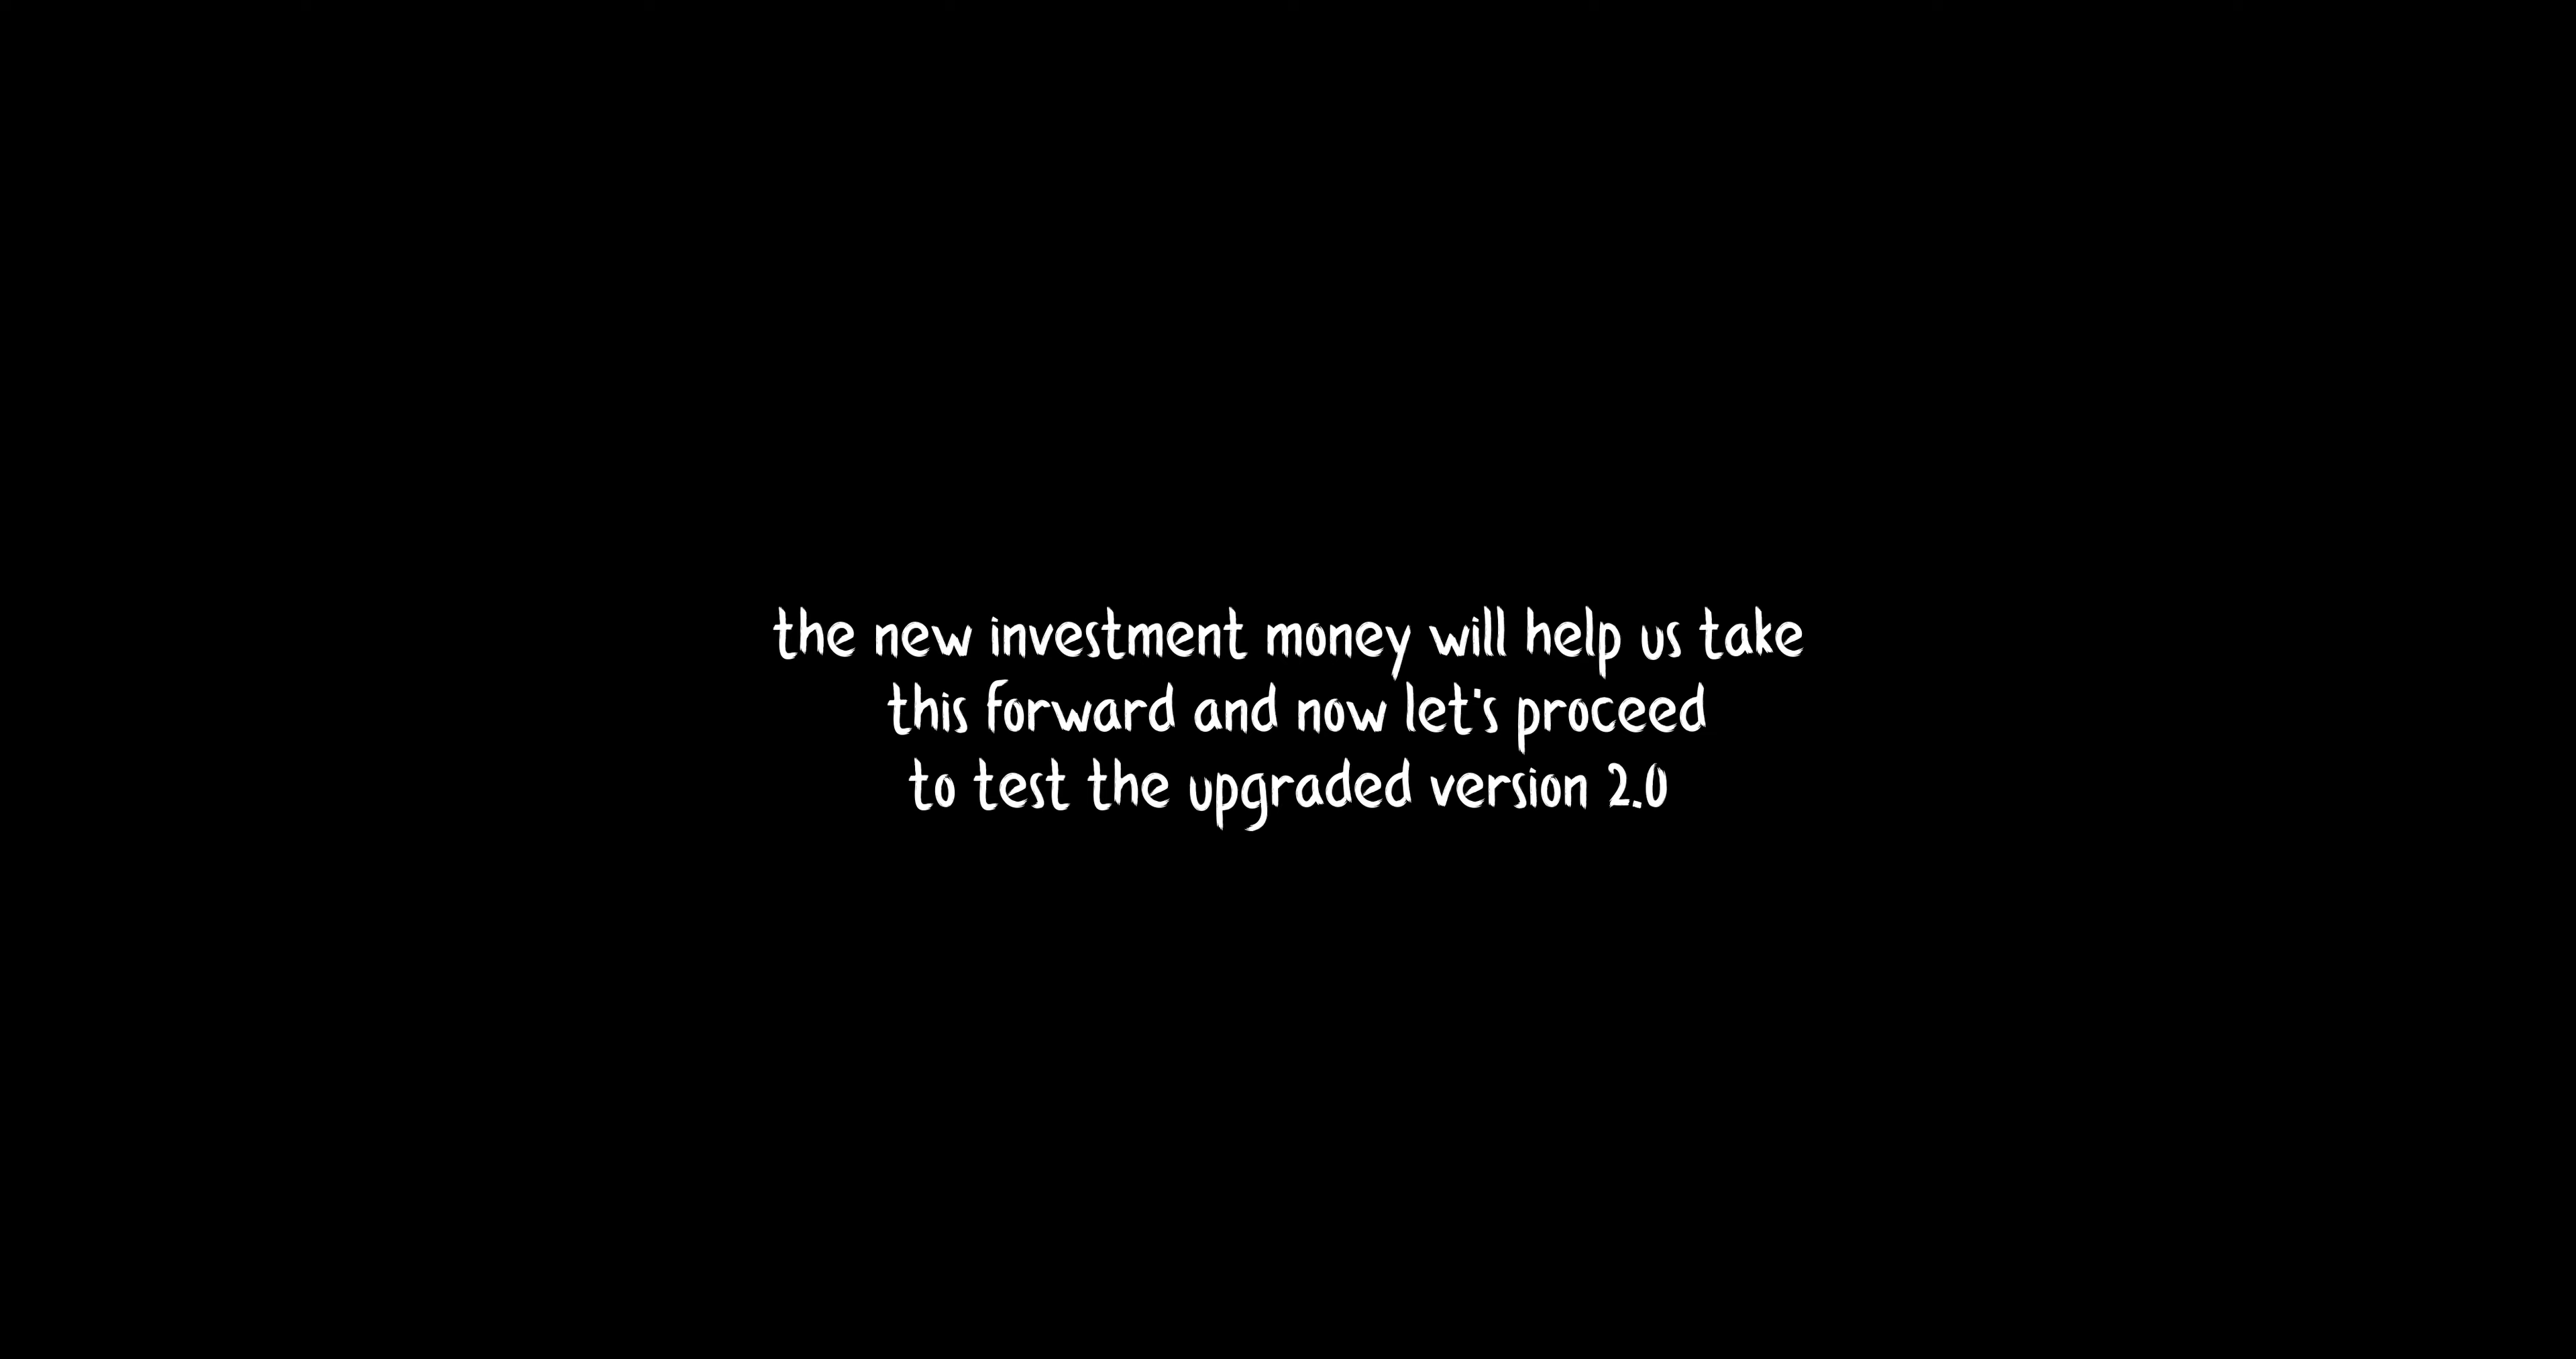 the new investment money will help us take
this forward and now let's proceed
to test the upgraded version 2.0